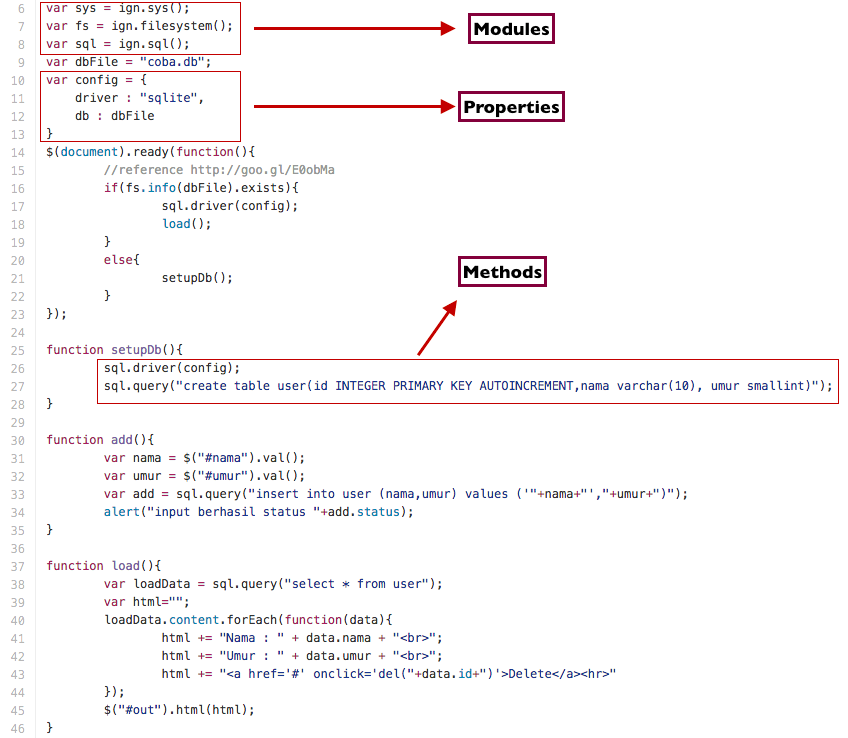 6 var sys = ign.sys();
7 var fs = ign.filesystem();
8 var sql = ign.sql();
Modules
9 var dbFile = "coba.db";
10 var config = {
11 driver : "sqlite",
12 db : dbFile
13 }
Properties
14 $(document).ready(function(){
15 //reference http://goo.gl/E0obMa
16 if(fs.info(dbFile).exists){
17 sql.driver(config);
18 load();
19 }
20 else{
21 setupDb();
22 }
23 });
Methods
24
25 function setupDb(){
26 sql.driver(config);
27 sql.query("create table user(id INTEGER PRIMARY KEY AUTOINCREMENT,nama varchar(10), umur smallint)");
28 }
29
30 function add(){
31 var nama = $("#nama").val();
32 var umur = $("#umur").val();
33 var add = sql.query("insert into user (nama,umur) values ('"+nama+"',"+umur+")");
34 alert("input berhasil status "+add.status);
35 }
36
37 function load(){
38 var loadData = sql.query("select * from user");
39 var html="";
40 loadData.content.forEach(function(data){
41 html += "Nama : " + data.nama + "<br>";
42 html += "Umur : " + data.umur + "<br>";
43 html += "<a href='#' onclick='del("+data.id+")'>Delete</a><hr>"
44 });
45 $("#out").html(html);
46 }